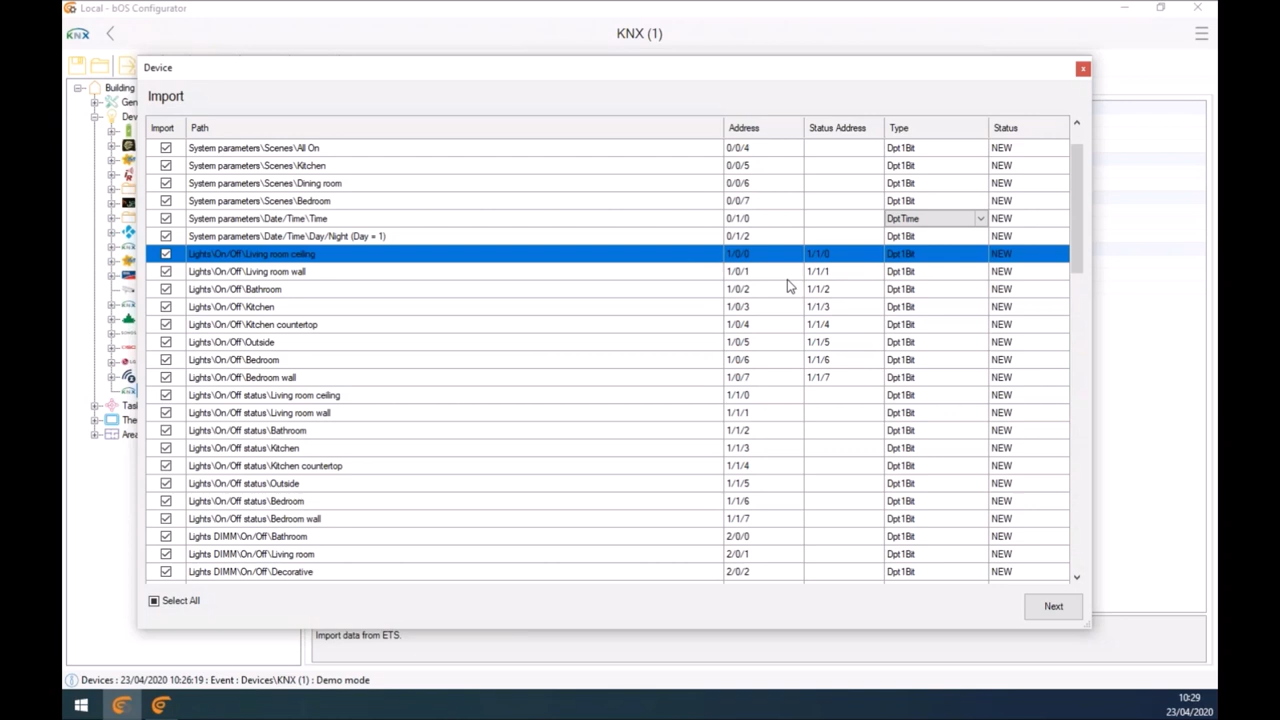 Local - bOS Configurator
KNX
KNX (1)
Device
x
Import
Import Path Address Status Address Type Status
System parameters\Scenes\All On 0/0/4 Dpt1Bit NEW
System parameters\Scenes\Kitchen 0/0/5 Dpt1Bit NEW
System parameters\Scenes\Dining room 0/0/6 Dpt1Bit NEW
System parameters\Scenes\Bedroom 0/0/7 Dpt1Bit NEW
System parameters\Date/Time\Time 0/1/0 DptTime NEW
System parameters\Date/Time\Day/Night (Day = 1) 0/1/2 Dpt1Bit NEW
Lights\On/Off\Living room ceiling 1/0/0 1/1/0 Dpt1Bit NEW
Lights\On/Off\Living room wall 1/0/1 1/1/1 Dpt1Bit NEW
Lights\On/Off\Bathroom 1/0/2 1/1/2 Dpt1Bit NEW
Lights\On/Off\Kitchen 1/0/3 1/1/3 Dpt1Bit NEW
Lights\On/Off\Kitchen countertop 1/0/4 1/1/4 Dpt1Bit NEW
Lights\On/Off\Outside 1/0/5 1/1/5 Dpt1Bit NEW
Lights\On/Off\Bedroom 1/0/6 1/1/6 Dpt1Bit NEW
Lights\On/Off\Bedroom wall 1/0/7 1/1/7 Dpt1Bit NEW
Lights\On/Off status\Living room ceiling 1/1/0 Dpt1Bit NEW
Lights\On/Off status\Living room wall 1/1/1 Dpt1Bit NEW
Lights\On/Off status\Bathroom 1/1/2 Dpt1Bit NEW
Lights\On/Off status\Kitchen 1/1/3 Dpt1Bit NEW
Lights\On/Off status\Kitchen countertop 1/1/4 Dpt1Bit NEW
Lights\On/Off status\Outside 1/1/5 Dpt1Bit NEW
Lights\On/Off status\Bedroom 1/1/6 Dpt1Bit NEW
Lights\On/Off status\Bedroom wall 1/1/7 Dpt1Bit NEW
Lights DIMM\On/Off\Bathroom 2/0/0 Dpt1Bit NEW
Lights DIMM\On/Off\Living room 2/0/1 Dpt1Bit NEW
Lights DIMM\On/Off\Decorative 2/0/2 Dpt1Bit NEW
Select All
Next
Building
Gen
Dev
Tas
The
Area
Import data from ETS.
Devices : 23/04/2020 10:26:19 : Event : Devices\KNX (1) : Demo mode
10:29
23/04/2020